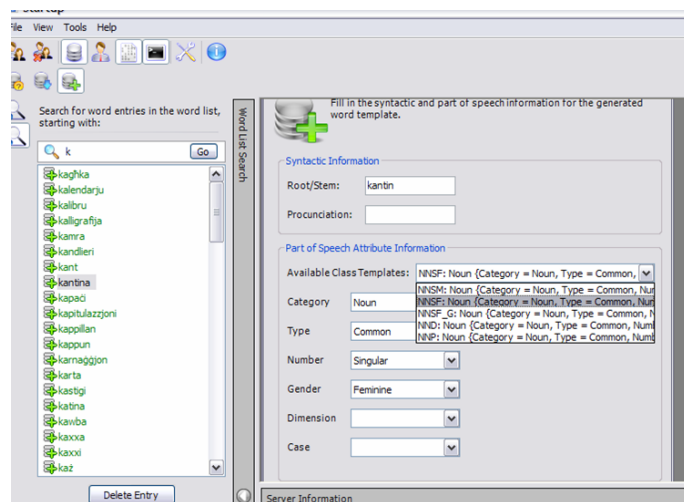 Startup
File View Tools Help
Search for word entries in the word list,
starting with:
k
Go
kagħka
kalendarju
kalibru
kalligrafija
kamra
kandlieri
kant
kantina
kapaċi
kapitulazzjoni
kappillan
kappun
karnaġġjon
karta
kastigi
katina
kawba
kaxxa
kaxxi
każ
Delete Entry
Word List Search
Fill in the syntactic and part of speech information for the generated
word template.
Syntactic Information
Root/Stem: kantin
Procunciation:
Part of Speech Attribute Information
Available Class Templates: NNSF: Noun {Category = Noun, Type = Common,
NNSM: Noun {Category = Noun, Type = Common, Nur
NNSF: Noun {Category = Noun, Type = Common, Num
NNSF_G: Noun {Category = Noun, Type = Common, N
NND: Noun {Category = Noun, Type = Common, Numl
NNP: Noun {Category = Noun, Type = Common, Numl
Category Noun
Type Common
Number Singular
Gender Feminine
Dimension
Case
Server Information